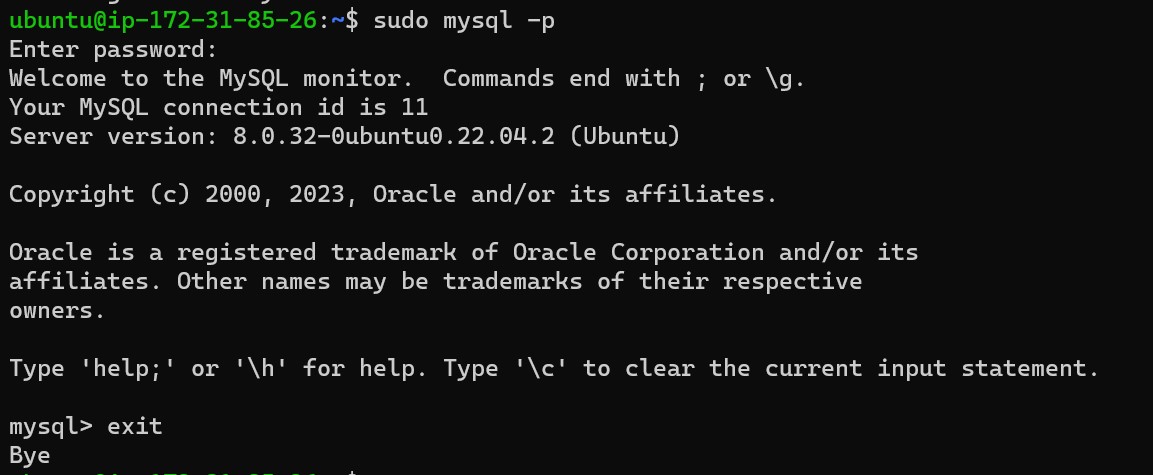 ubuntu@ip-172-31-85-26:~$ sudo mysql -p
Enter password:
Welcome to the MySQL monitor.  Commands end with ; or \g.
Your MySQL connection id is 11
Server version: 8.0.32-0ubuntu0.22.04.2 (Ubuntu)
Copyright (c) 2000, 2023, Oracle and/or its affiliates.
Oracle is a registered trademark of Oracle Corporation and/or its
affiliates. Other names may be trademarks of their respective
owners.
Type 'help;' or '\h' for help. Type '\c' to clear the current input statement.
mysql> exit
Bye